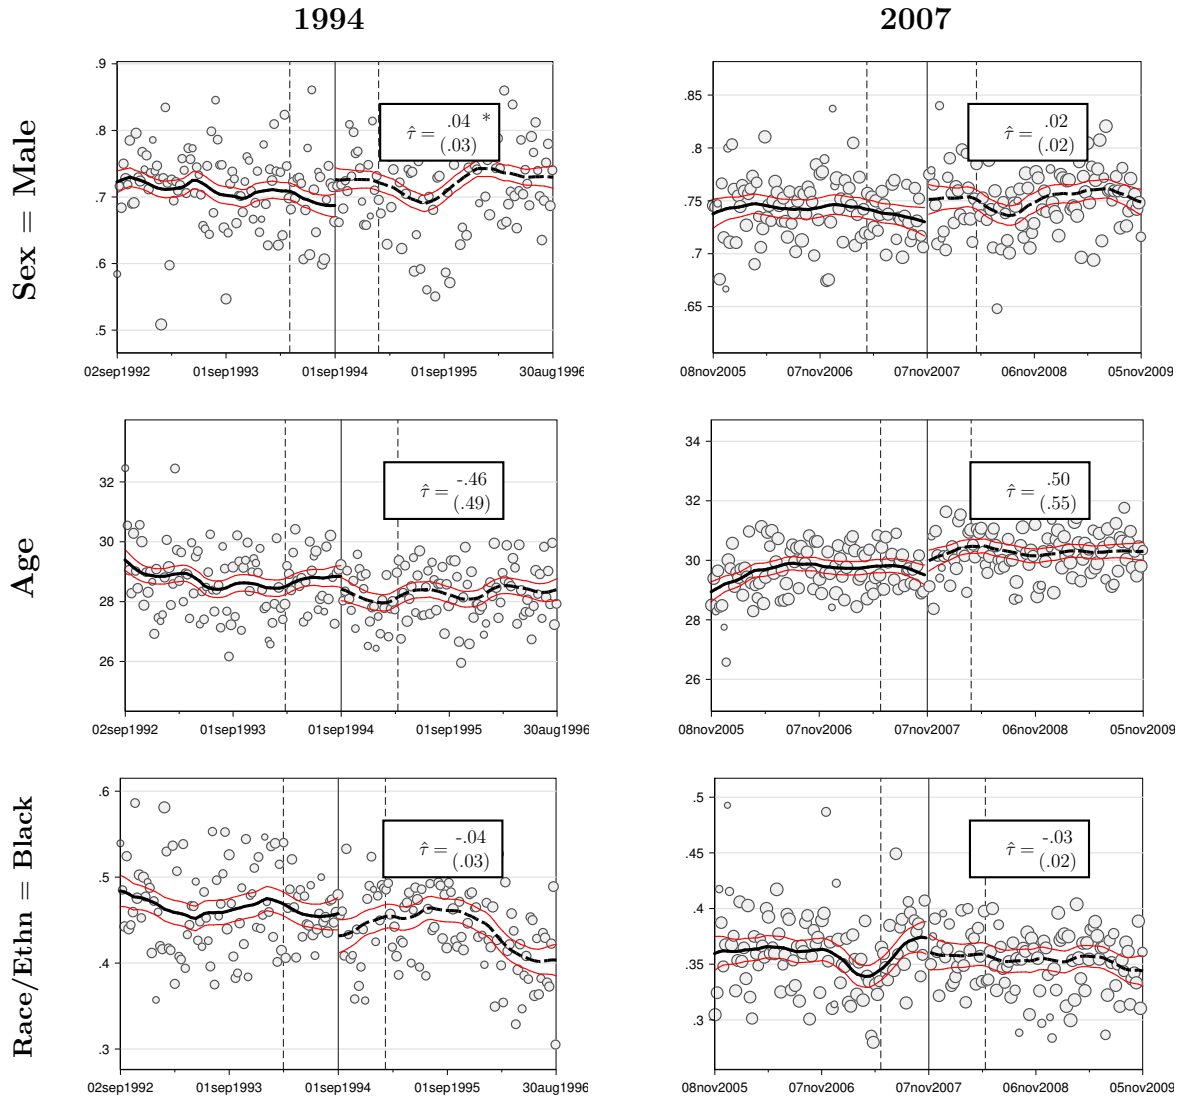 1994
2007
Sex = Male
.9
.8
.7
.6
.5
τ̂ = .04 *
(.03)
02sep1992 01sep1993 01sep1994 01sep1995 30aug1996
.85
.8
.75
.7
.65
τ̂ = .02
(.02)
08nov2005 07nov2006 07nov2007 06nov2008 05nov2009
Age
32
30
28
26
τ̂ = -.46
(.49)
02sep1992 01sep1993 01sep1994 01sep1995 30aug1996
34
32
30
28
26
τ̂ = .50
(.55)
08nov2005 07nov2006 07nov2007 06nov2008 05nov2009
Race/Ethn = Black
.6
.5
.4
.3
τ̂ = -.04
(.03)
02sep1992 01sep1993 01sep1994 01sep1995 30aug1996
.5
.45
.4
.35
.3
τ̂ = -.03
(.02)
08nov2005 07nov2006 07nov2007 06nov2008 05nov2009